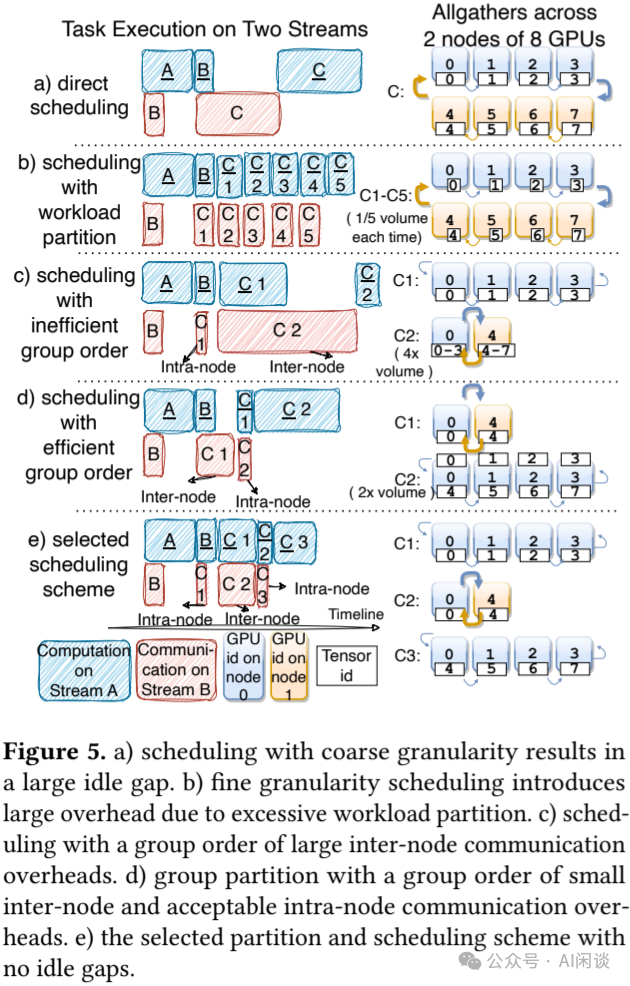 Task Execution on Two Streams
Allgathers across
2 nodes of 8 GPUs
a) direct
scheduling
A B C
B C
C:
0 1 2 3
0 1 2 3
4 5 6 7
4 5 6 7
b) scheduling
with
workload
partition
A B C 1 C 2 C 3 C 4 C 5
B C 1 C 2 C 3 C 4 C 5
C1-C5:
( 1/5 volume
each time)
0 1 2 3
0 1 2 3
4 5 6 7
4 5 6 7
c) scheduling
with
inefficient
group order
A B C 1 C 2
B C 1 C 2
Intra-node
Inter-node
C1:
0 1 2 3
0 1 2 3
C2:
( 4x
volume )
0 4
0-3 4-7
d) scheduling
with
efficient
group order
A B C 1 C 2
B C 1 C 2
Inter-node
Intra-node
C1:
0 4
0 4
C2:
( 2x volume )
0 1 2 3
0 1 2 3
4 5 6 7
e) selected
scheduling
scheme
A B C 1 C 2 C 3
B C 1 C 2 C 3
Intra-node
Intra-node
Inter-node
Timeline
C1:
0 1 2 3
0 1 2 3
C2:
0 4
0 4
C3:
0 1 2 3
4 5 6 7
Computation
on
Stream A
Communi-
cation on
Stream B
GPU
id on
node
0
GPU
id on
node
1
Tensor
id
Figure 5. a) scheduling with coarse granularity results in
a large idle gap. b) fine granularity scheduling introduces
large overhead due to excessive workload partition. c) sched-
uling with a group order of large inter-node communication
overheads. d) group partition with a group order of small
inter-node and acceptable intra-node communication over-
heads. e) the selected partition and scheduling scheme with
no idle gaps.
公众号 · AI闲谈